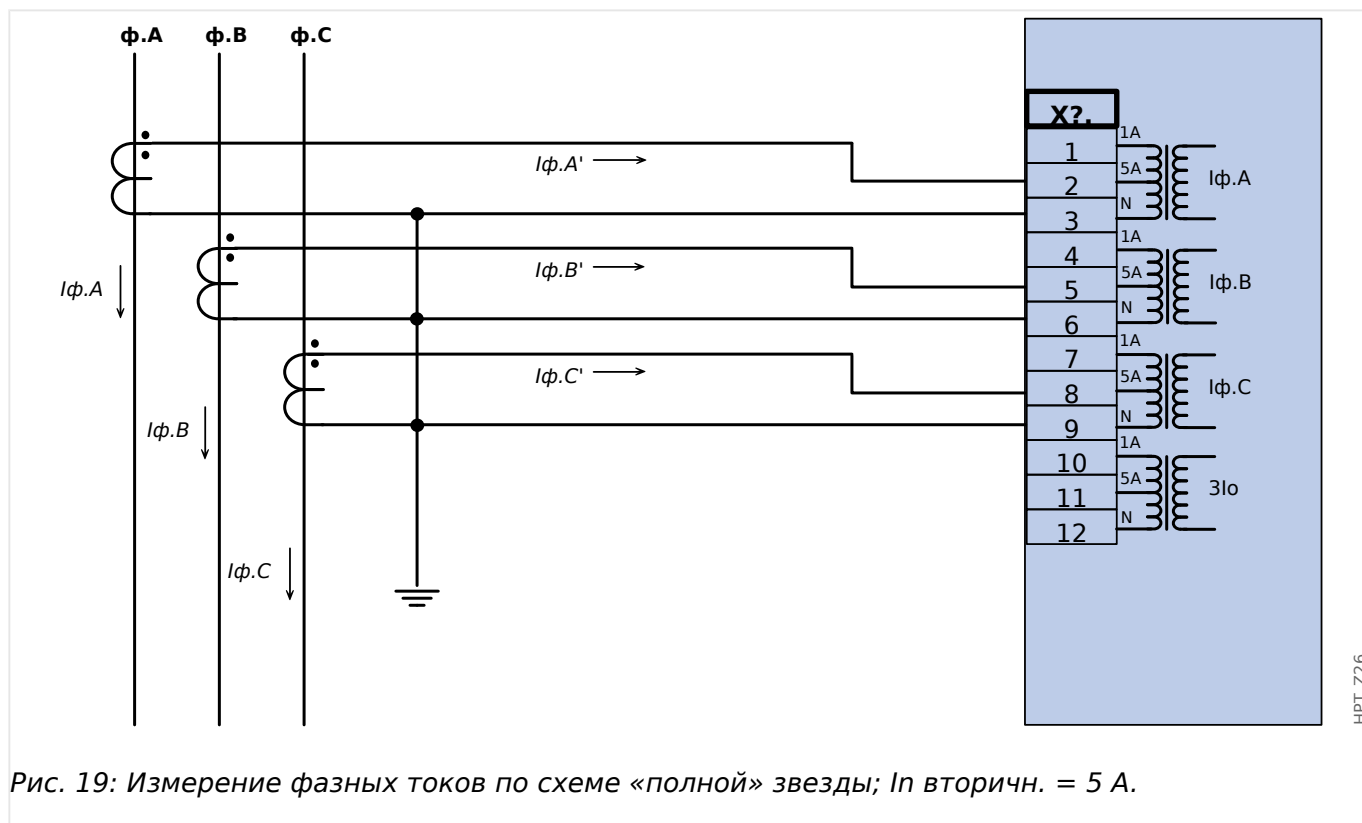 ф.A ф.B ф.C
X?.
1A
1
Iф.A'
5A
Iф.A
2
N
3
1A
4
Iф.B'
5A
Iф.B
Iф.A
5
N
6
1A
7
Iф.C'
5A
Iф.C
8
N
9
Iф.B
1A
10
5A
3Io
11
N
12
Iф.C
Рис. 19: Измерение фазных токов по схеме «полной» звезды; In вторичн. = 5 А.